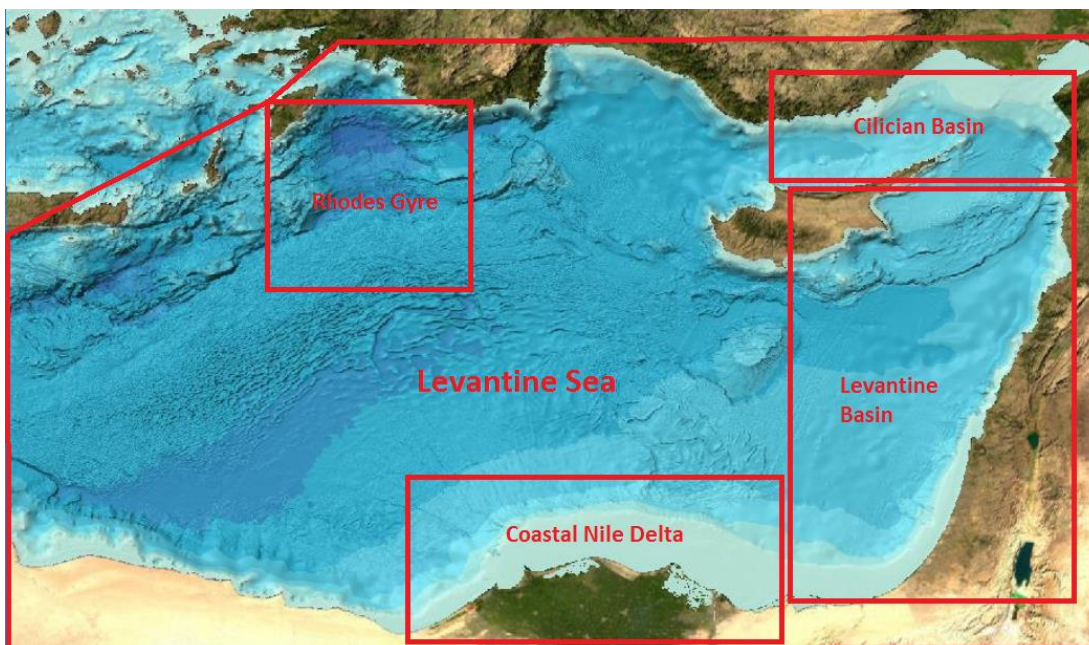 Cilician Basin
Rhodes Gyre
Levantine Sea
Levantine
Basin
Coastal Nile Delta